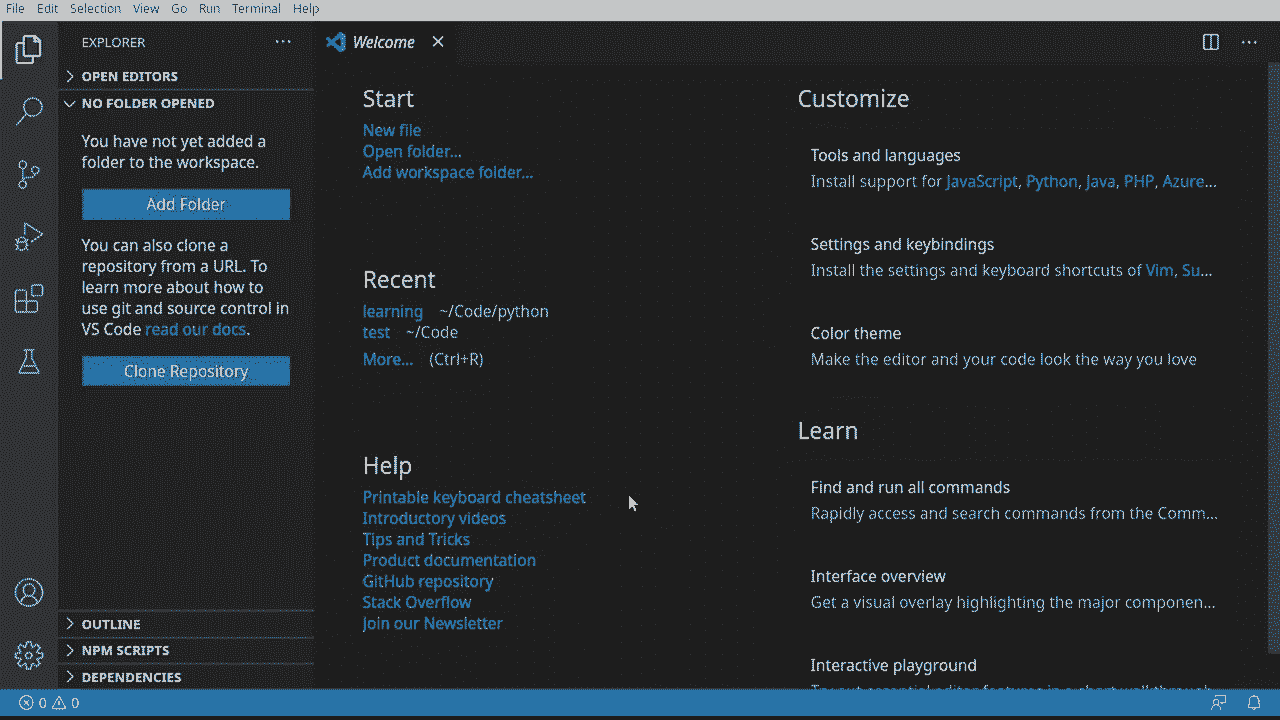 File Edit Selection View Go Run Terminal Help
EXPLORER
OPEN EDITORS
NO FOLDER OPENED
You have not yet added a
folder to the workspace.
Add Folder
You can also clone a
repository from a URL. To
learn more about how to
use git and source control in
VS Code read our docs.
Clone Repository
OUTLINE
NPM SCRIPTS
DEPENDENCIES
Welcome
Start
New file
Open folder...
Add workspace folder...
Recent
learning ~/Code/python
test ~/Code
More... (Ctrl+R)
Help
Printable keyboard cheatsheet
Introductory videos
Tips and Tricks
Product documentation
GitHub repository
Stack Overflow
Join our Newsletter
Customize
Tools and languages
Install support for JavaScript, Python, Java, PHP, Azure...
Settings and keybindings
Install the settings and keyboard shortcuts of Vim, Su...
Color theme
Make the editor and your code look the way you love
Learn
Find and run all commands
Rapidly access and search commands from the Comm...
Interface overview
Get a visual overlay highlighting the major componen...
Interactive playground
0 0